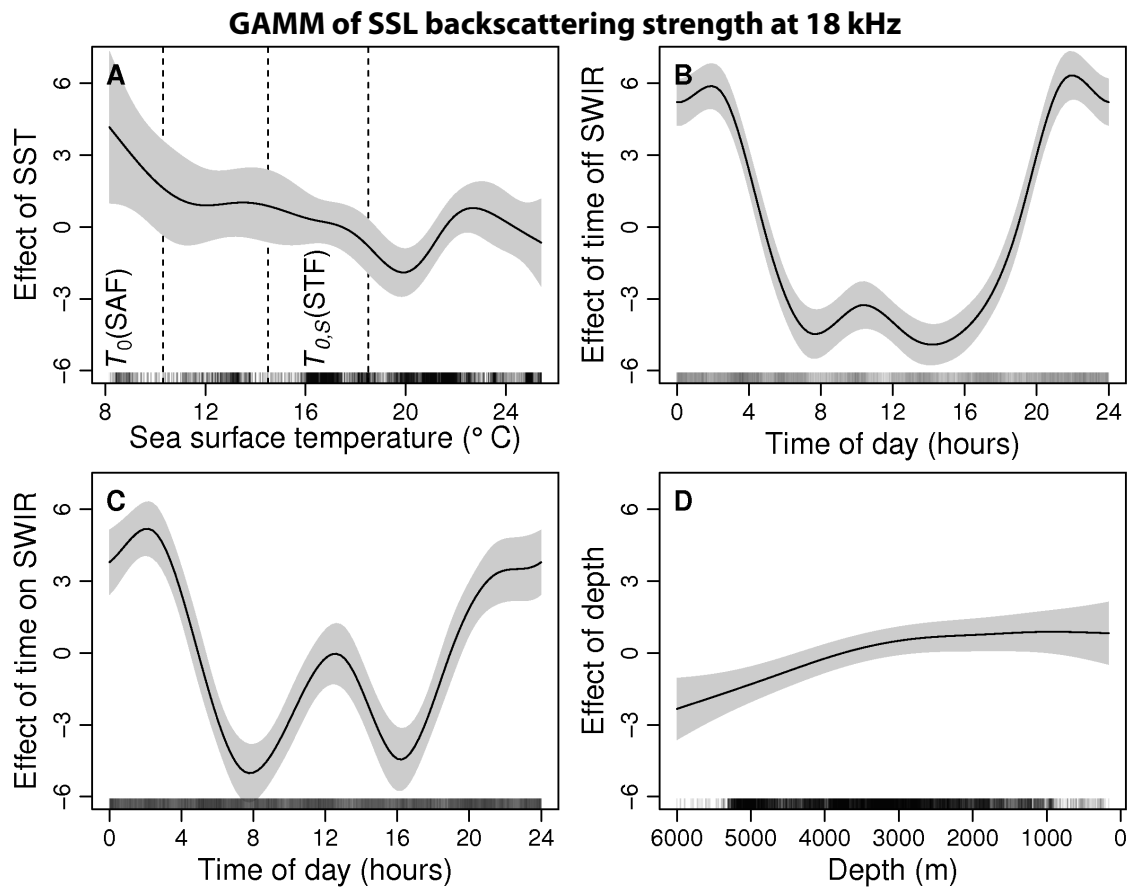 GAMM of SSL backscattering strength at 18 kHz
A
Effect of SST
6
3
0
−3
−6
T0(SAF)
T0,S(STF)
8 12 16 20 24
Sea surface temperature (° C)
B
Effect of time off SWIR
6
3
0
−3
−6
0 4 8 12 16 20 24
Time of day (hours)
C
Effect of time on SWIR
6
3
0
−3
−6
0 4 8 12 16 20 24
Time of day (hours)
D
Effect of depth
6
3
0
−3
−6
6000 5000 4000 3000 2000 1000 0
Depth (m)